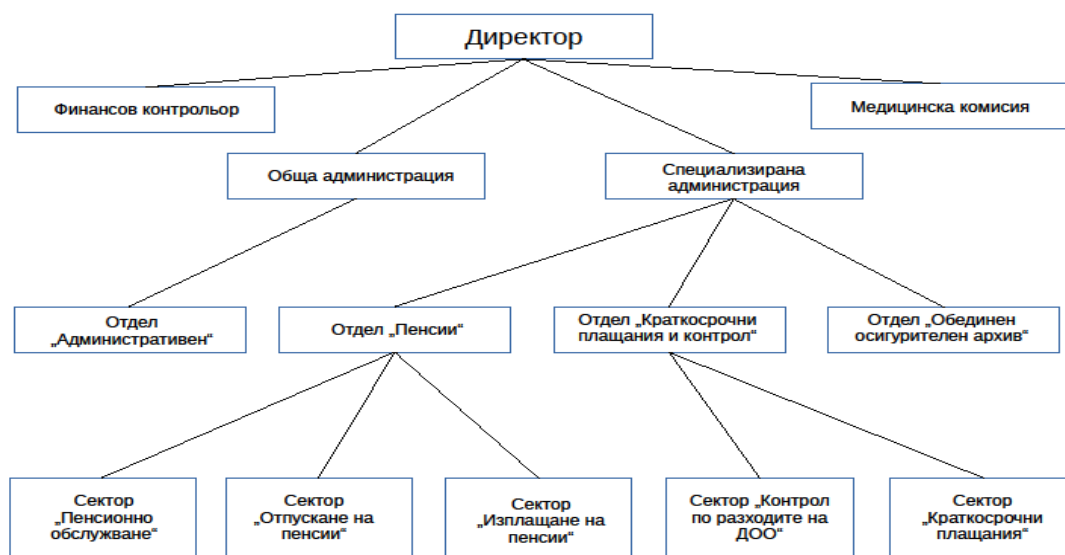 Директор
Финансов контрольор
Медицинска комисия
Обща администрация
Специализирана
администрация
Отдел
„Административен“
Отдел „Пенсии“
Отдел „Краткосрочни
плащания и контрол“
Отдел „Обединен
осигурителен архив“
Сектор
„Пенсионно
обслужване“
Сектор
„Отпускане на
пенсии“
Сектор
„Изплащане на
пенсии“
Сектор „Контрол
по разходите на
ДОО“
Сектор
„Краткосрочни
плащания“